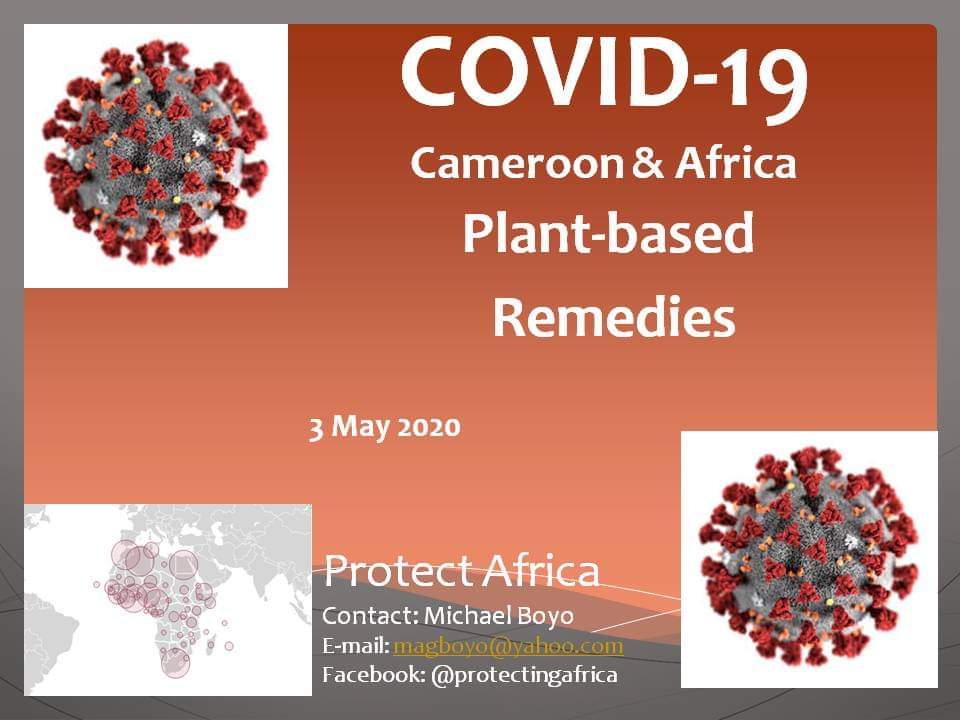 COVID-19
Cameroon & Africa
Plant-based
Remedies
3 May 2020
Protect Africa
Contact: Michael Boyo
E-mail: magboyo@yahoo.com
Facebook: @protectingafrica